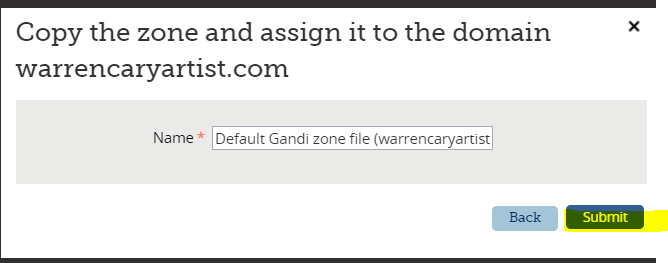 Copy the zone and assign it to the domain
warrencaryartist.com
Name * Default Gandi zone file (warrencaryartist
Back Submit